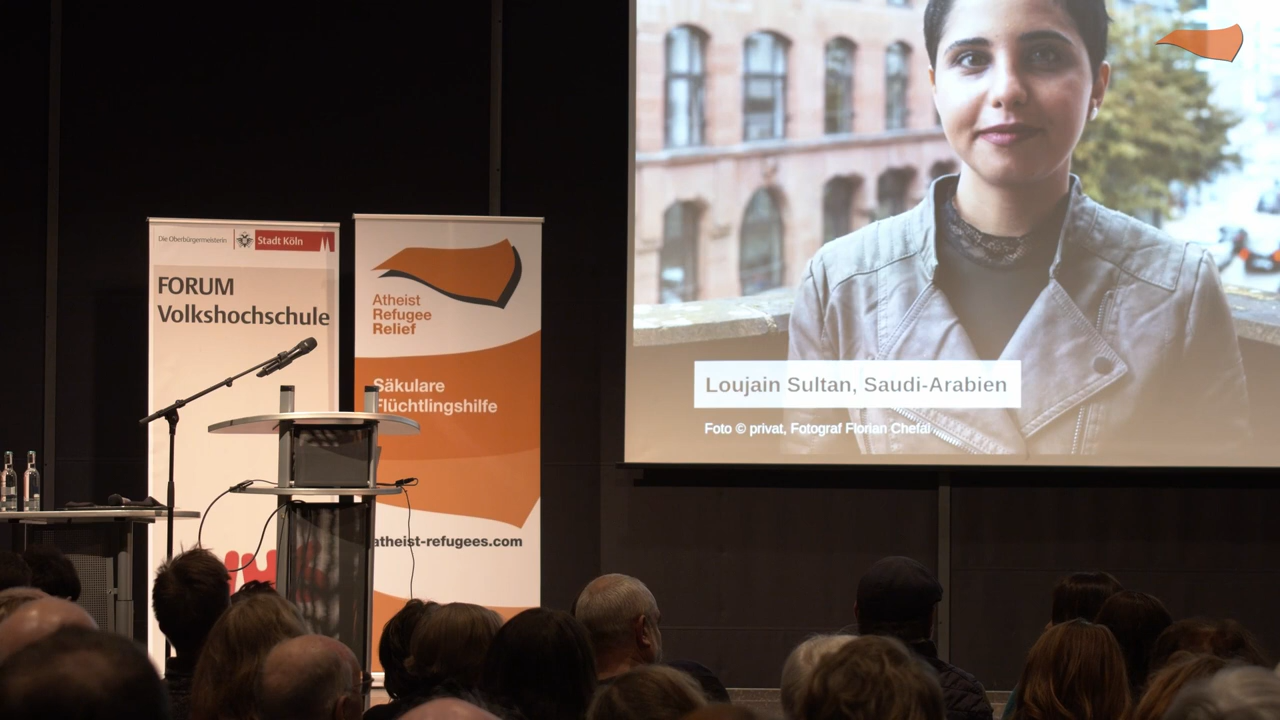 Die Oberbürgermeisterin
Stadt Köln
FORUM
Volkshochschule
Atheist
Refugee
Relief
Säkulare
Flüchtlingshilfe
atheist-refugees.com
Loujain Sultan, Saudi-Arabien
Foto © privat, Fotograf Florian Chefai